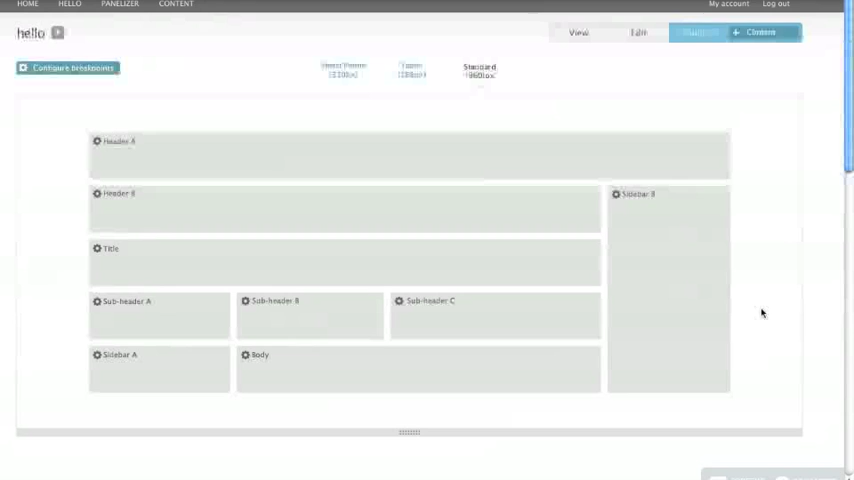 HOME HELLO PANELIZER CONTENT My account Log out
hello View Edit + Content
Configure breakpoints
Standard
Header A
Header B Sidebar B
Title
Sub-header A Sub-header B Sub-header C
Sidebar A Body